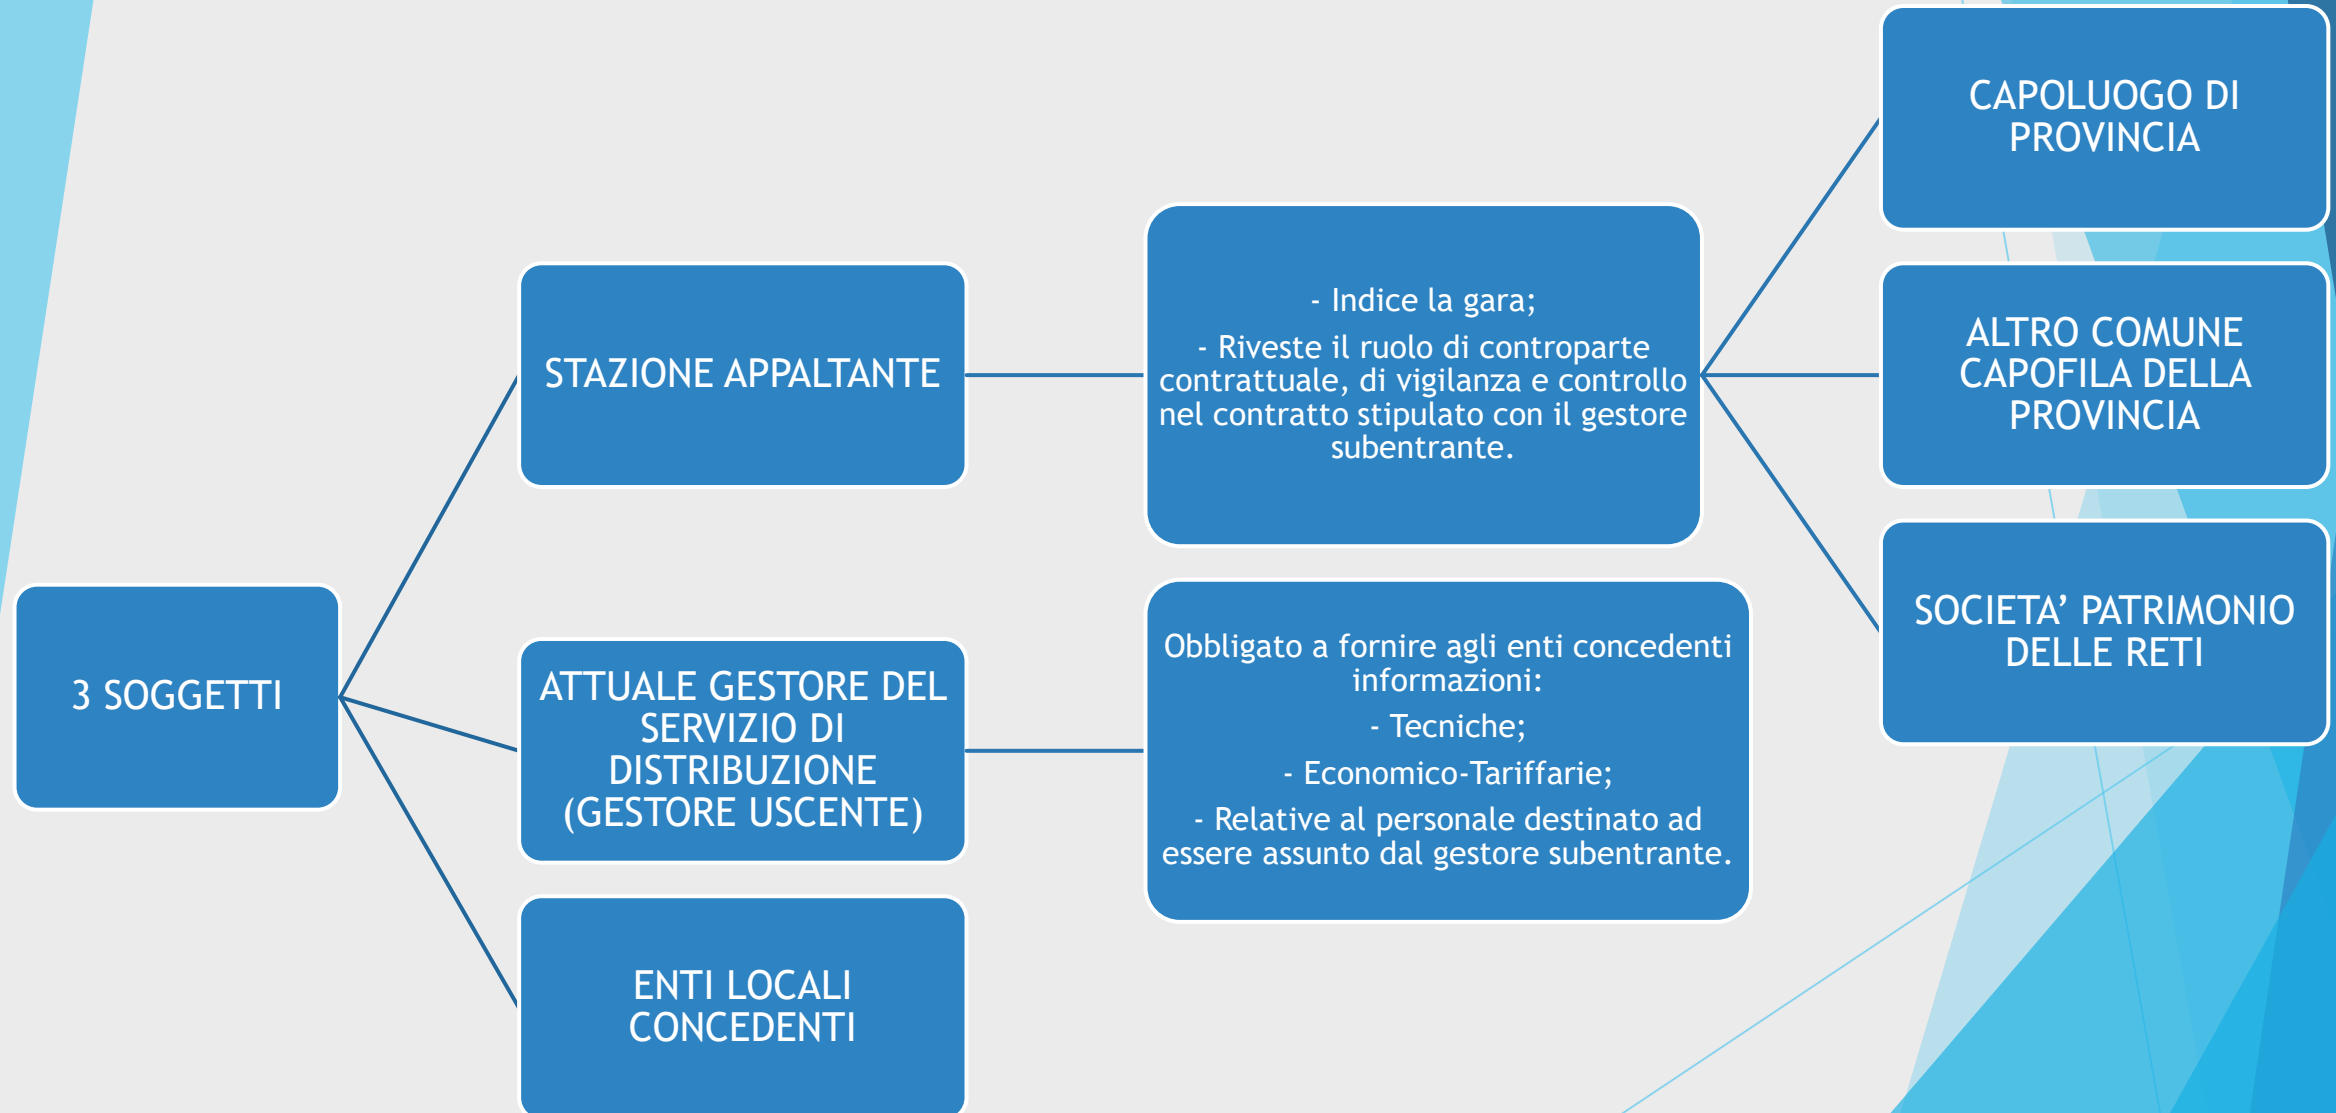 3 SOGGETTI
STAZIONE APPALTANTE
- Indice la gara;
- Riveste il ruolo di controparte
contrattuale, di vigilanza e controllo
nel contratto stipulato con il gestore
subentrante.
CAPOLUOGO DI
PROVINCIA
ALTRO COMUNE
CAPOFILA DELLA
PROVINCIA
SOCIETA’ PATRIMONIO
DELLE RETI
ATTUALE GESTORE DEL
SERVIZIO DI
DISTRIBUZIONE
(GESTORE USCENTE)
Obbligato a fornire agli enti concedenti
informazioni:
- Tecniche;
- Economico-Tariffarie;
- Relative al personale destinato ad
essere assunto dal gestore subentrante.
ENTI LOCALI
CONCEDENTI